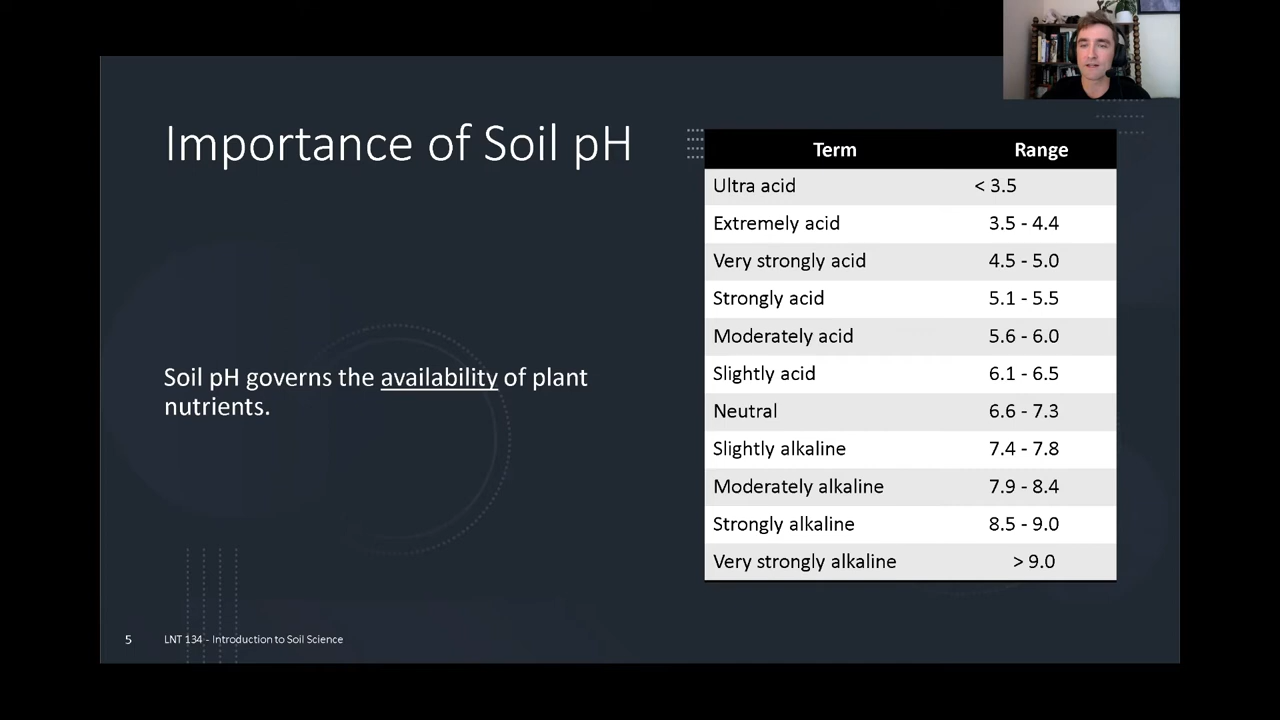 Importance of Soil pH
Soil pH governs the availability of plant
nutrients.
Term Range
Ultra acid < 3.5
Extremely acid 3.5 - 4.4
Very strongly acid 4.5 - 5.0
Strongly acid 5.1 - 5.5
Moderately acid 5.6 - 6.0
Slightly acid 6.1 - 6.5
Neutral 6.6 - 7.3
Slightly alkaline 7.4 - 7.8
Moderately alkaline 7.9 - 8.4
Strongly alkaline 8.5 - 9.0
Very strongly alkaline > 9.0
5 LNT 134 - Introduction to Soil Science